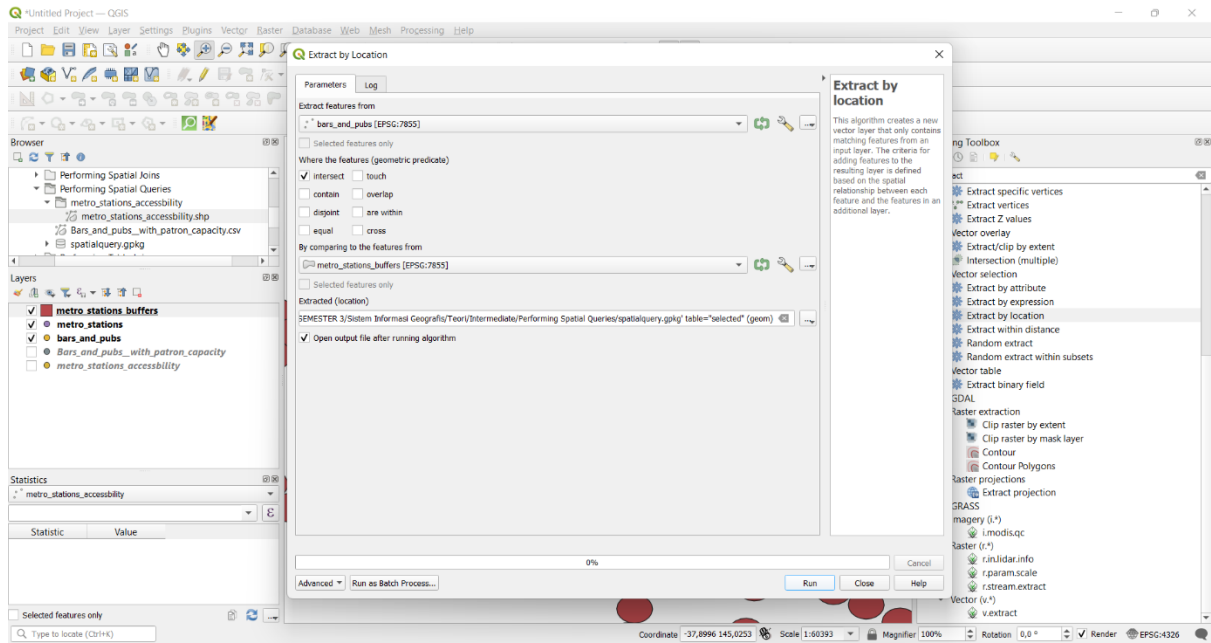 *Untitled Project — QGIS
Project Edit View Layer Settings Plugins Vector Raster Database Web Mesh Processing Help
Extract by Location
Parameters Log
Extract features from
bars_and_pubs [EPSG:7855]
Selected features only
Where the features (geometric predicate)
intersect touch
contain overlap
disjoint are within
equal cross
By comparing to the features from
metro_stations_buffers [EPSG:7855]
Selected features only
Extracted (location)
SEMESTER 3/Sistem Informasi Geografis/Teori/Intermediate/Performing Spatial Queries/spatialquery.gpkg' table="selected" (geom)
Open output file after running algorithm
0%
Cancel
Advanced Run as Batch Process... Run Close Help
Extract by
location
This algorithm creates a new
vector layer that only contains
matching features from an
input layer. The criteria for
adding features to the
resulting layer is defined
based on the spatial
relationship between each
feature and the features in an
additional layer.
Browser
Performing Spatial Joins
Performing Spatial Queries
metro_stations_accessbility
metro_stations_accessbility.shp
Bars_and_pubs__with_patron_capacity.csv
spatialquery.gpkg
Layers
metro_stations_buffers
metro_stations
bars_and_pubs
Bars_and_pubs__with_patron_capacity
metro_stations_accessbility
Statistics
metro_stations_accessbility
Statistic Value
Selected features only
ng Toolbox
act
Extract specific vertices
Extract vertices
Extract Z values
Vector overlay
Extract/clip by extent
Intersection (multiple)
Vector selection
Extract by attribute
Extract by expression
Extract by location
Extract within distance
Random extract
Random extract within subsets
Vector table
Extract binary field
GDAL
Raster extraction
Clip raster by extent
Clip raster by mask layer
Contour
Contour Polygons
Raster projections
Extract projection
GRASS
magery (i.*)
i.modis.qc
Raster (r.*)
r.in.lidar.info
r.param.scale
r.stream.extract
Vector (v.*)
v.extract
Type to locate (Ctrl+K)
Coordinate -37,8996 145,0253 Scale 1:60393 Magnifier 100% Rotation 0,0 ° Render EPSG:4326